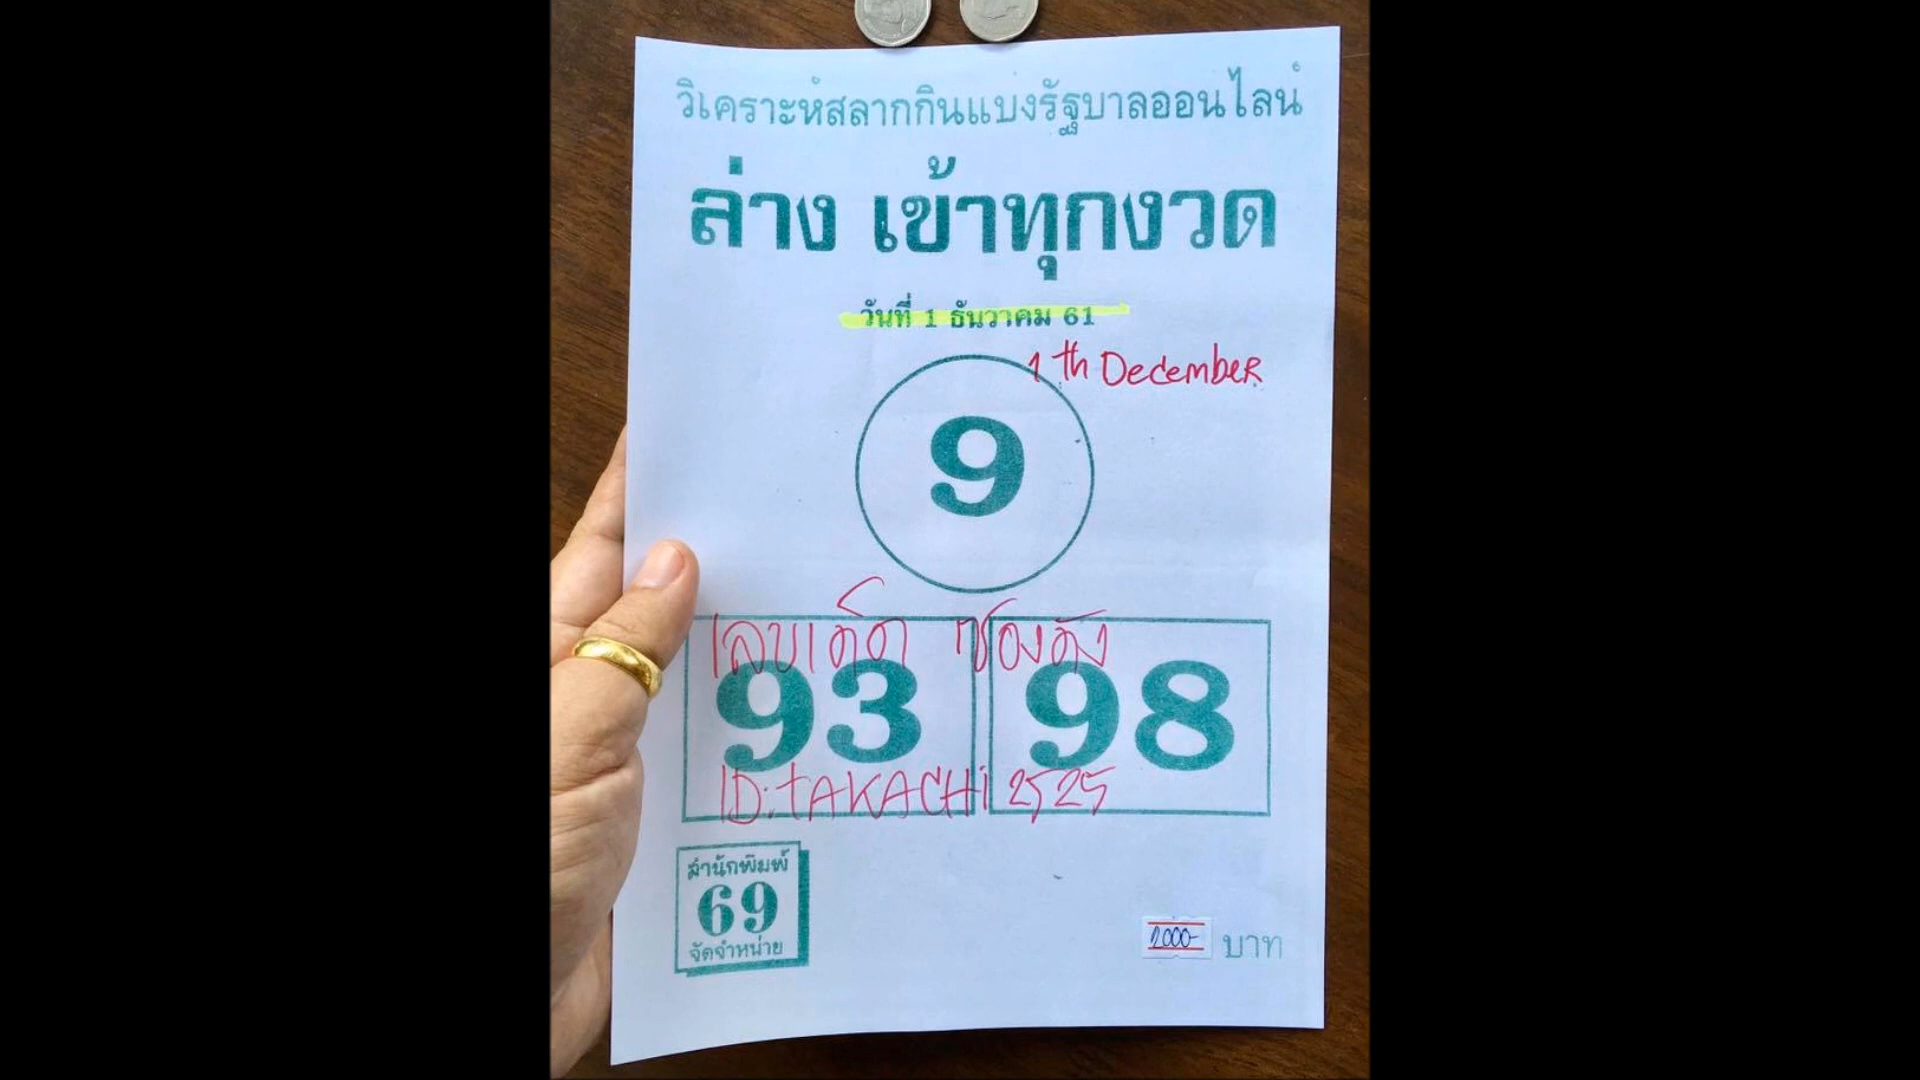 วิเคราะห์สลากกินแบ่งรัฐบาลออนไลน์
ล่าง เข้าทุกงวด
วันที่ 1 ธันวาคม 61
1 th December
9
เลขเด็ด ซองดัง
93 98
ID:tAKACHi 2525
สำนักพิมพ์
69
จัดจำหน่าย
2000- บาท